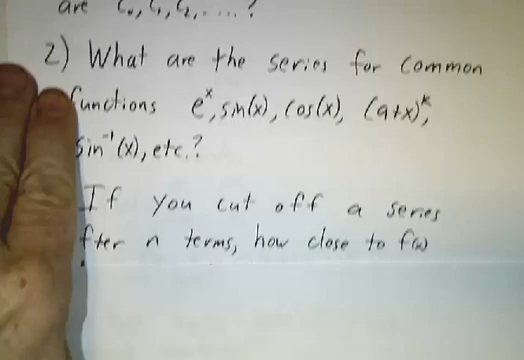 are C₀, C₁, C₂, ....?
2) What are the series for common
functions eˣ, sin(x), cos(x), (a+x)ᵏ,
sin⁻¹(x), etc.?
If you cut off a series
fter n terms, how close to f(x)